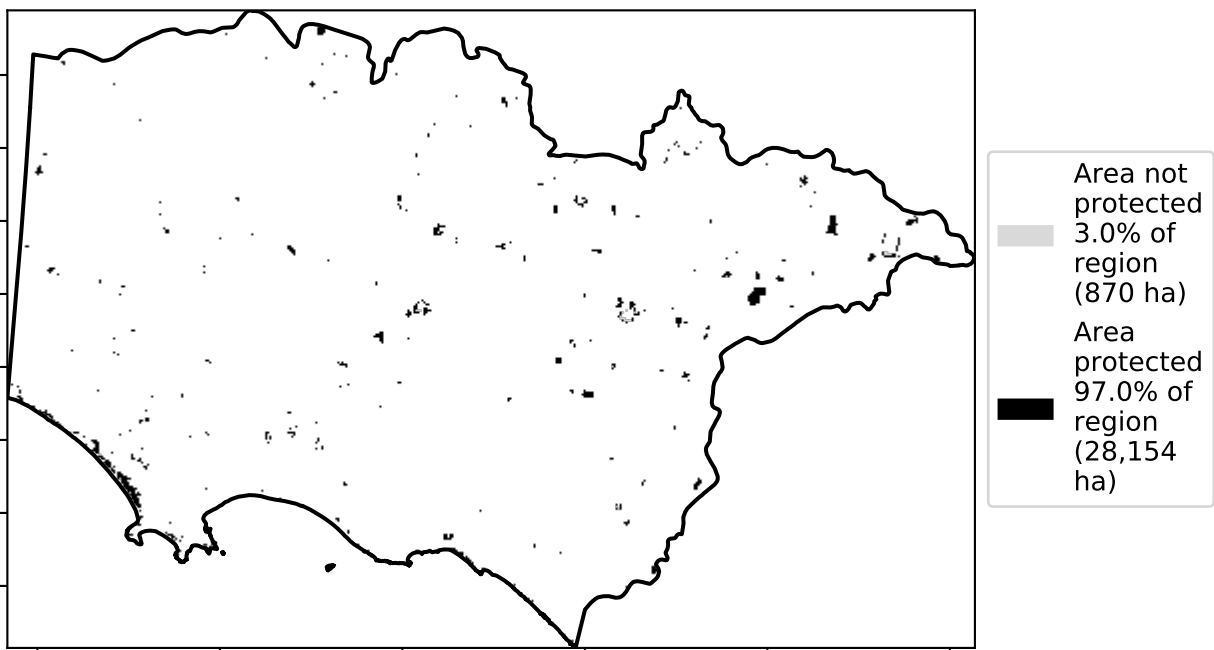 Area not
protected
3.0% of
region
(870 ha)
Area
protected
97.0% of
region
(28,154
ha)